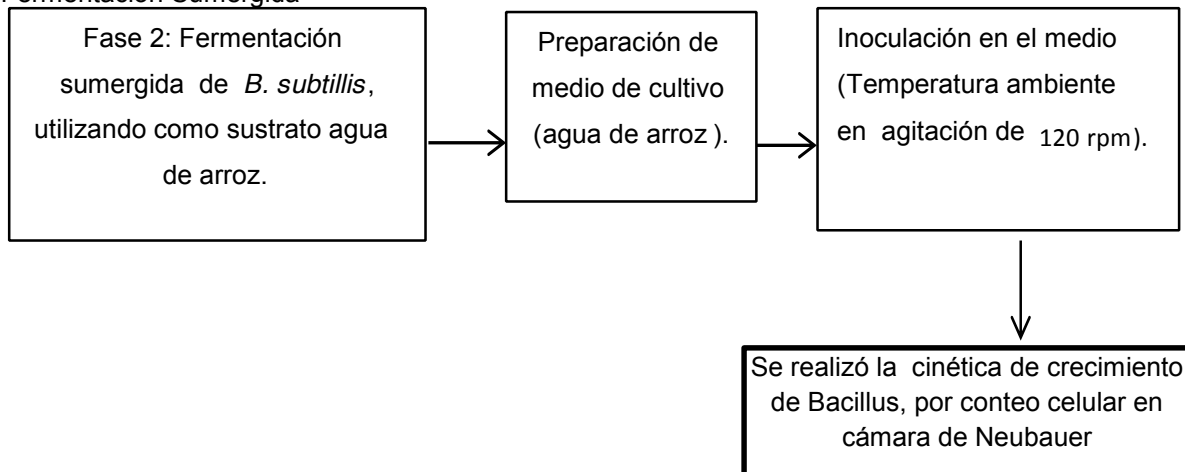 Fermentación Sumergida
Fase 2: Fermentación
sumergida de B. subtillis,
utilizando como sustrato agua
de arroz.
Preparación de
medio de cultivo
(agua de arroz ).
Inoculación en el medio
(Temperatura ambiente
en agitación de 120 rpm).
Se realizó la cinética de crecimiento
de Bacillus, por conteo celular en
cámara de Neubauer